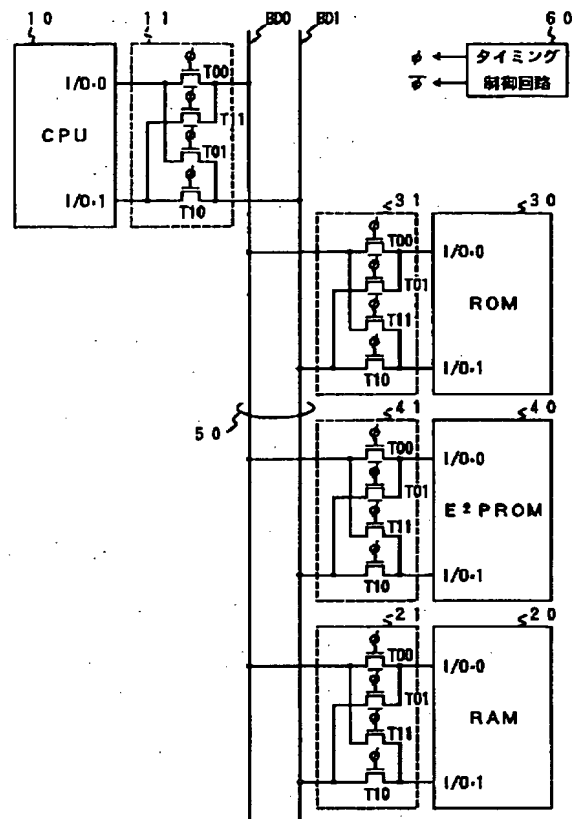 10
11
BD0
BD1
60
I/O.0
CPU
I/O.1
φ
φ
φ
φ
T00
T11
T01
T10
φ
φ̅
タイミング
制御回路
31
30
φ
φ
φ
φ
T00
T01
T11
T10
I/O.0
ROM
I/O.1
50
41
40
φ
φ
φ
φ
T00
T01
T11
T10
I/O.0
E²PROM
I/O.1
21
20
φ
φ
φ
φ
T00
T01
T11
T10
I/O.0
RAM
I/O.1